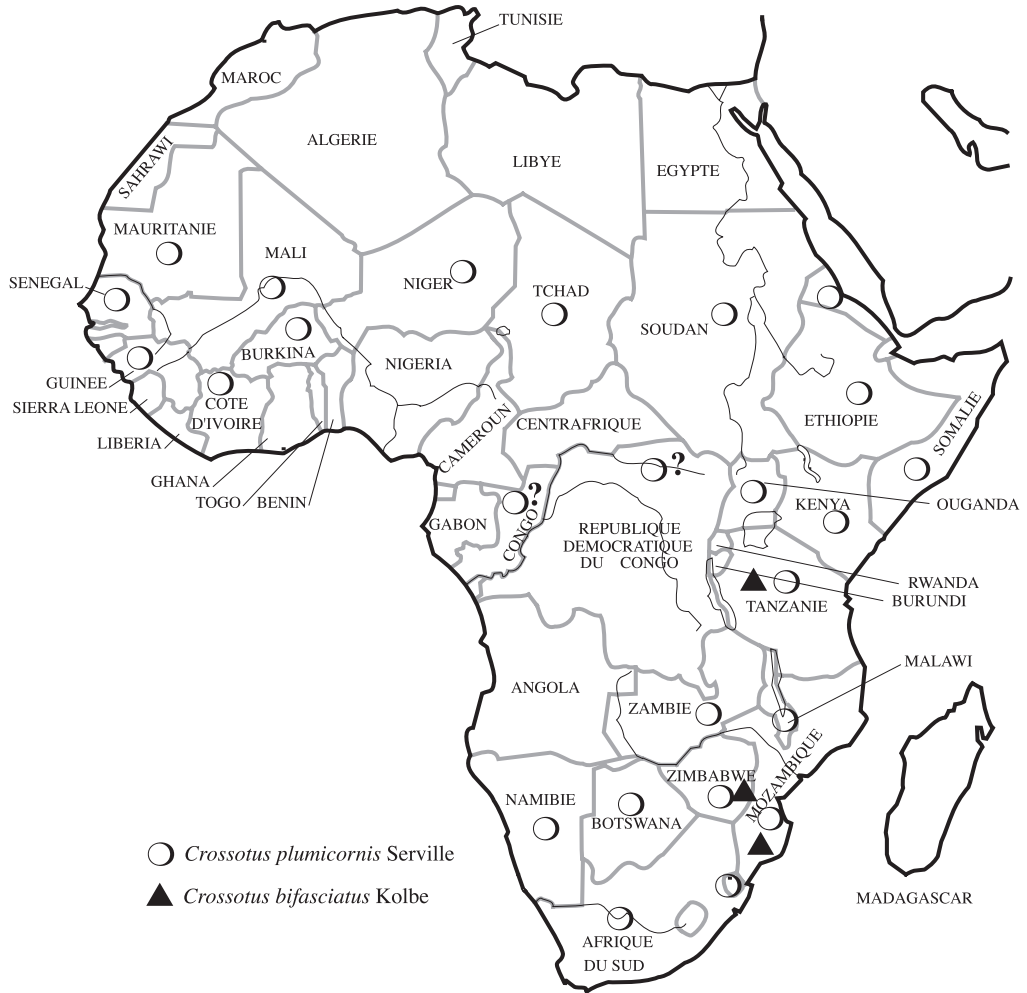 TUNISIE
MAROC
ALGERIE
LIBYE
EGYPTE
SAHRAWI
MAURITANIE
MALI
SENEGAL
NIGER
TCHAD
SOUDAN
BURKINA
NIGERIA
GUINEE
SIERRA LEONE
COTE
D'IVOIRE
ETHIOPIE
SOMALIE
LIBERIA
CAMEROUN
CENTRAFRIQUE
GHANA
TOGO
BENIN
?
?
GABON
CONGO
KENYA
OUGANDA
REPUBLIQUE
DEMOCRATIQUE
DU CONGO
RWANDA
BURUNDI
TANZANIE
MALAWI
ANGOLA
ZAMBIE
MOZAMBIQUE
ZIMBABWE
NAMIBIE
BOTSWANA
Crossotus plumicornis Serville
Crossotus bifasciatus Kolbe
MADAGASCAR
AFRIQUE
DU SUD